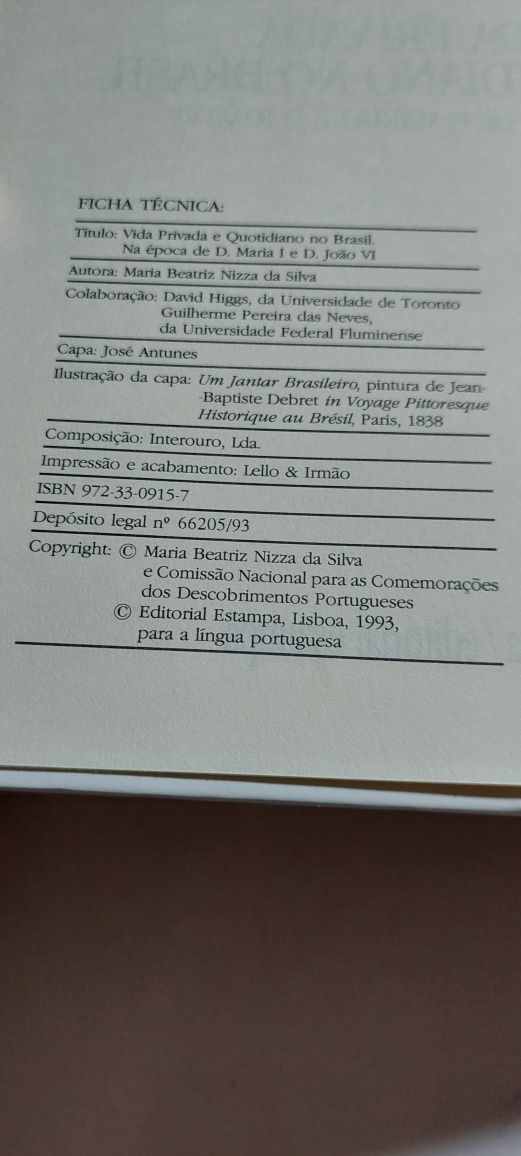 FICHA TÉCNICA:
Título: Vida Privada e Quotidiano no Brasil.
Na época de D. Maria I e D. João VI
Autora: Maria Beatriz Nizza da Silva
Colaboração: David Higgs, da Universidade de Toronto
Guilherme Pereira das Neves,
da Universidade Federal Fluminense
Capa: José Antunes
Ilustração da capa: Um Jantar Brasileiro, pintura de Jean-
-Baptiste Debret in Voyage Pittoresque
Historique au Brésil, Paris, 1838
Composição: Interouro, Lda.
Impressão e acabamento: Lello & Irmão
ISBN 972-33-0915-7
Depósito legal nº 66205/93
Copyright: © Maria Beatriz Nizza da Silva
e Comissão Nacional para as Comemorações
dos Descobrimentos Portugueses
© Editorial Estampa, Lisboa, 1993,
para a língua portuguesa